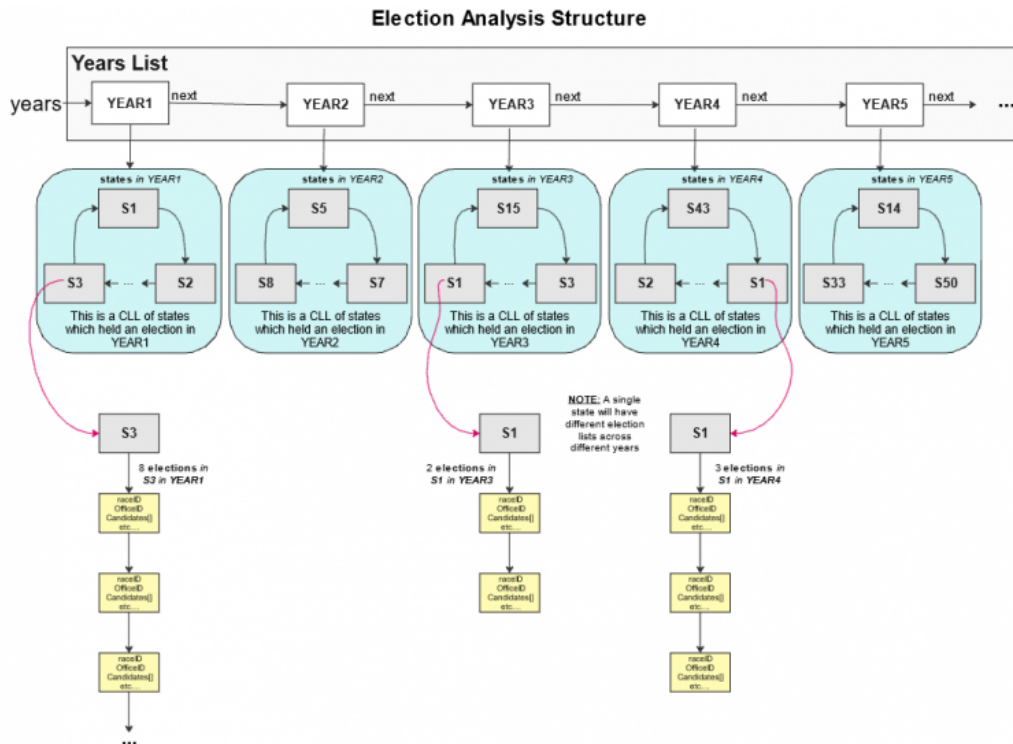 Election Analysis Structure
Years List
years
YEAR1
next
YEAR2
next
YEAR3
next
YEAR4
next
YEAR5
next
...
states in YEAR1
S1
S3
...
S2
This is a CLL of states
which held an election in
YEAR1
states in YEAR2
S5
S8
...
S7
This is a CLL of states
which held an election in
YEAR2
states in YEAR3
S15
S1
...
S3
This is a CLL of states
which held an election in
YEAR3
states in YEAR4
S43
S2
...
S1
This is a CLL of states
which held an election in
YEAR4
states in YEAR5
S14
S33
...
S50
This is a CLL of states
which held an election in
YEAR5
S3
8 elections in
S3 in YEAR1
raceID
OfficeID
Candidates[]
etc....
raceID
OfficeID
Candidates[]
etc....
raceID
OfficeID
Candidates[]
etc....
...
S1
2 elections in
S1 in YEAR3
raceID
OfficeID
Candidates[]
etc....
raceID
OfficeID
Candidates[]
etc....
NOTE: A single
state will have
different election
lists across
different years
S1
3 elections in
S1 in YEAR4
raceID
OfficeID
Candidates[]
etc....
raceID
OfficeID
Candidates[]
etc....
raceID
OfficeID
Candidates[]
etc....